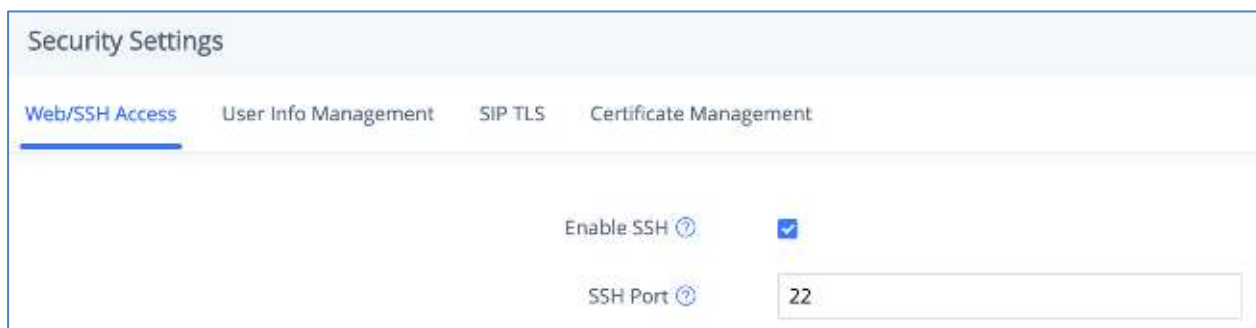 Security Settings
Web/SSH Access User Info Management SIP TLS Certificate Management
Enable SSH
SSH Port 22